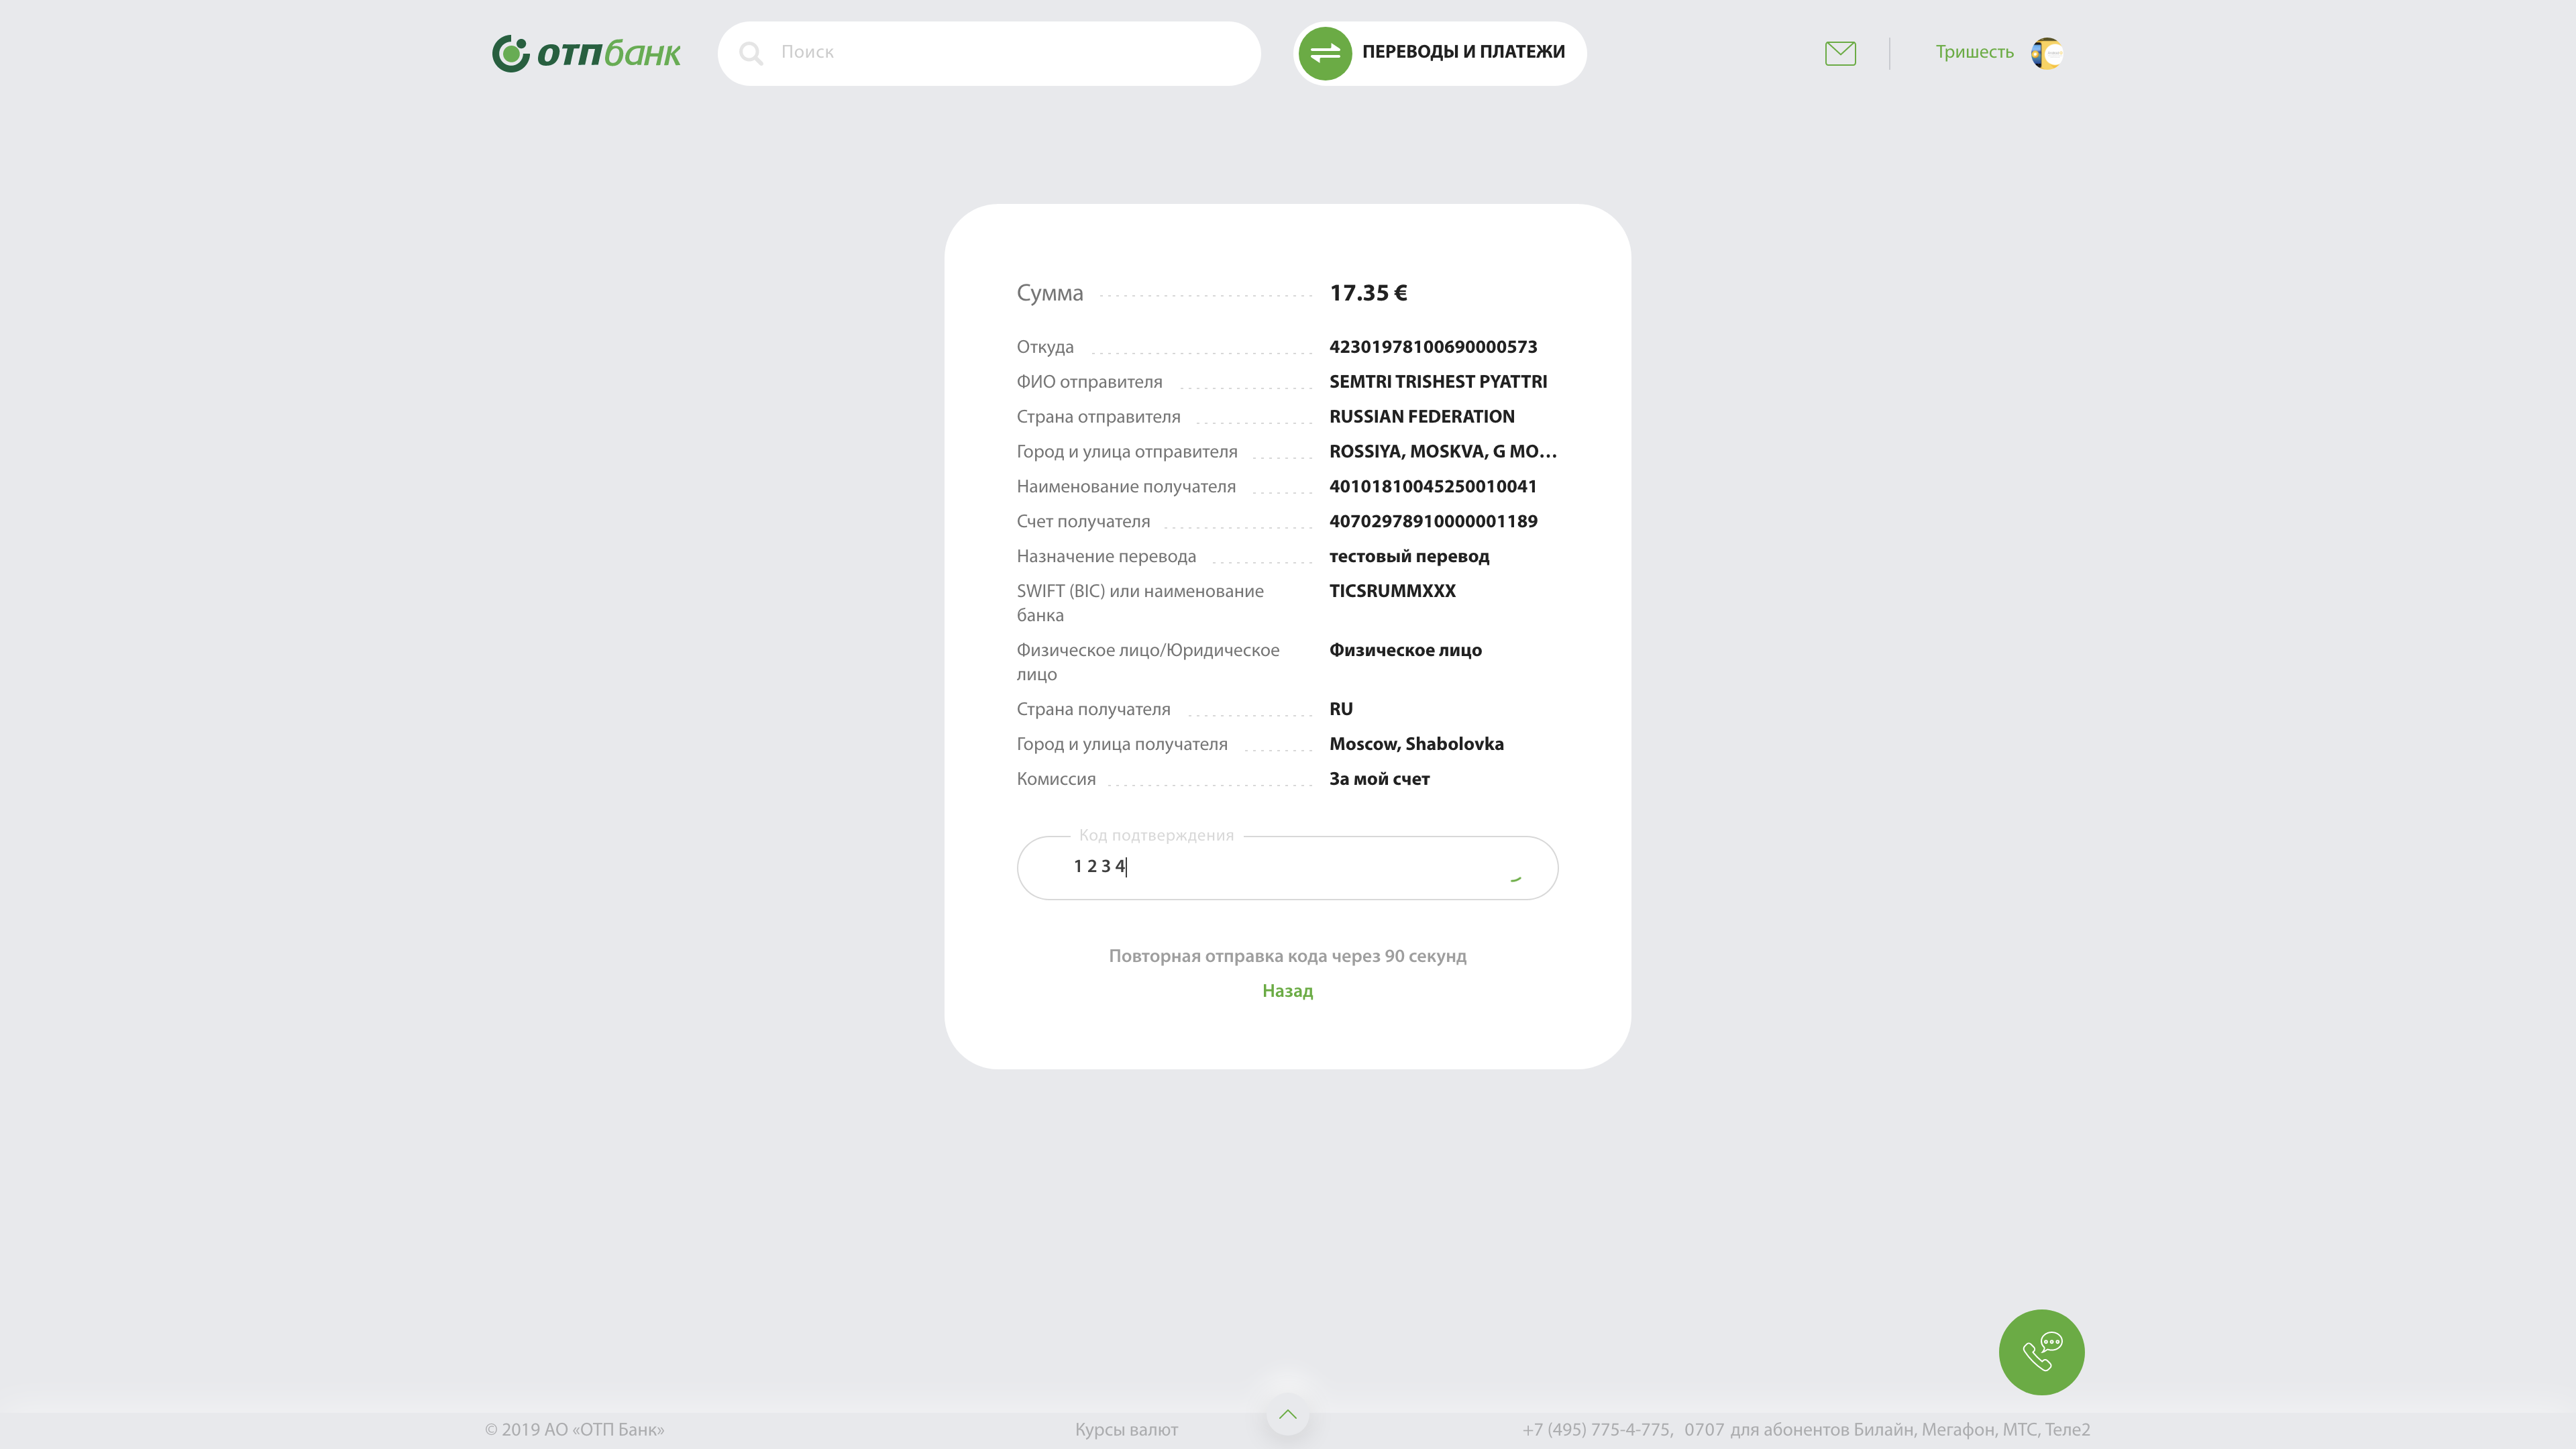 отпбанк
Поиск
ПЕРЕВОДЫ И ПЛАТЕЖИ
Тришесть
Сумма 17.35 €
Откуда 42301978100690000573
ФИО отправителя SEMTRI TRISHEST PYATTRI
Страна отправителя RUSSIAN FEDERATION
Город и улица отправителя ROSSIYA, MOSKVA, G MO...
Наименование получателя 40101810045250010041
Счет получателя 40702978910000001189
Назначение перевода тестовый перевод
SWIFT (BIC) или наименование TICSRUMMXXX
банка
Физическое лицо/Юридическое Физическое лицо
лицо
Страна получателя RU
Город и улица получателя Moscow, Shabolovka
Комиссия За мой счет
Код подтверждения
1 2 3 4
Повторная отправка кода через 90 секунд
Назад
© 2019 АО «ОТП Банк» Курсы валют +7 (495) 775-4-775, 0707 для абонентов Билайн, Мегафон, МТС, Теле2